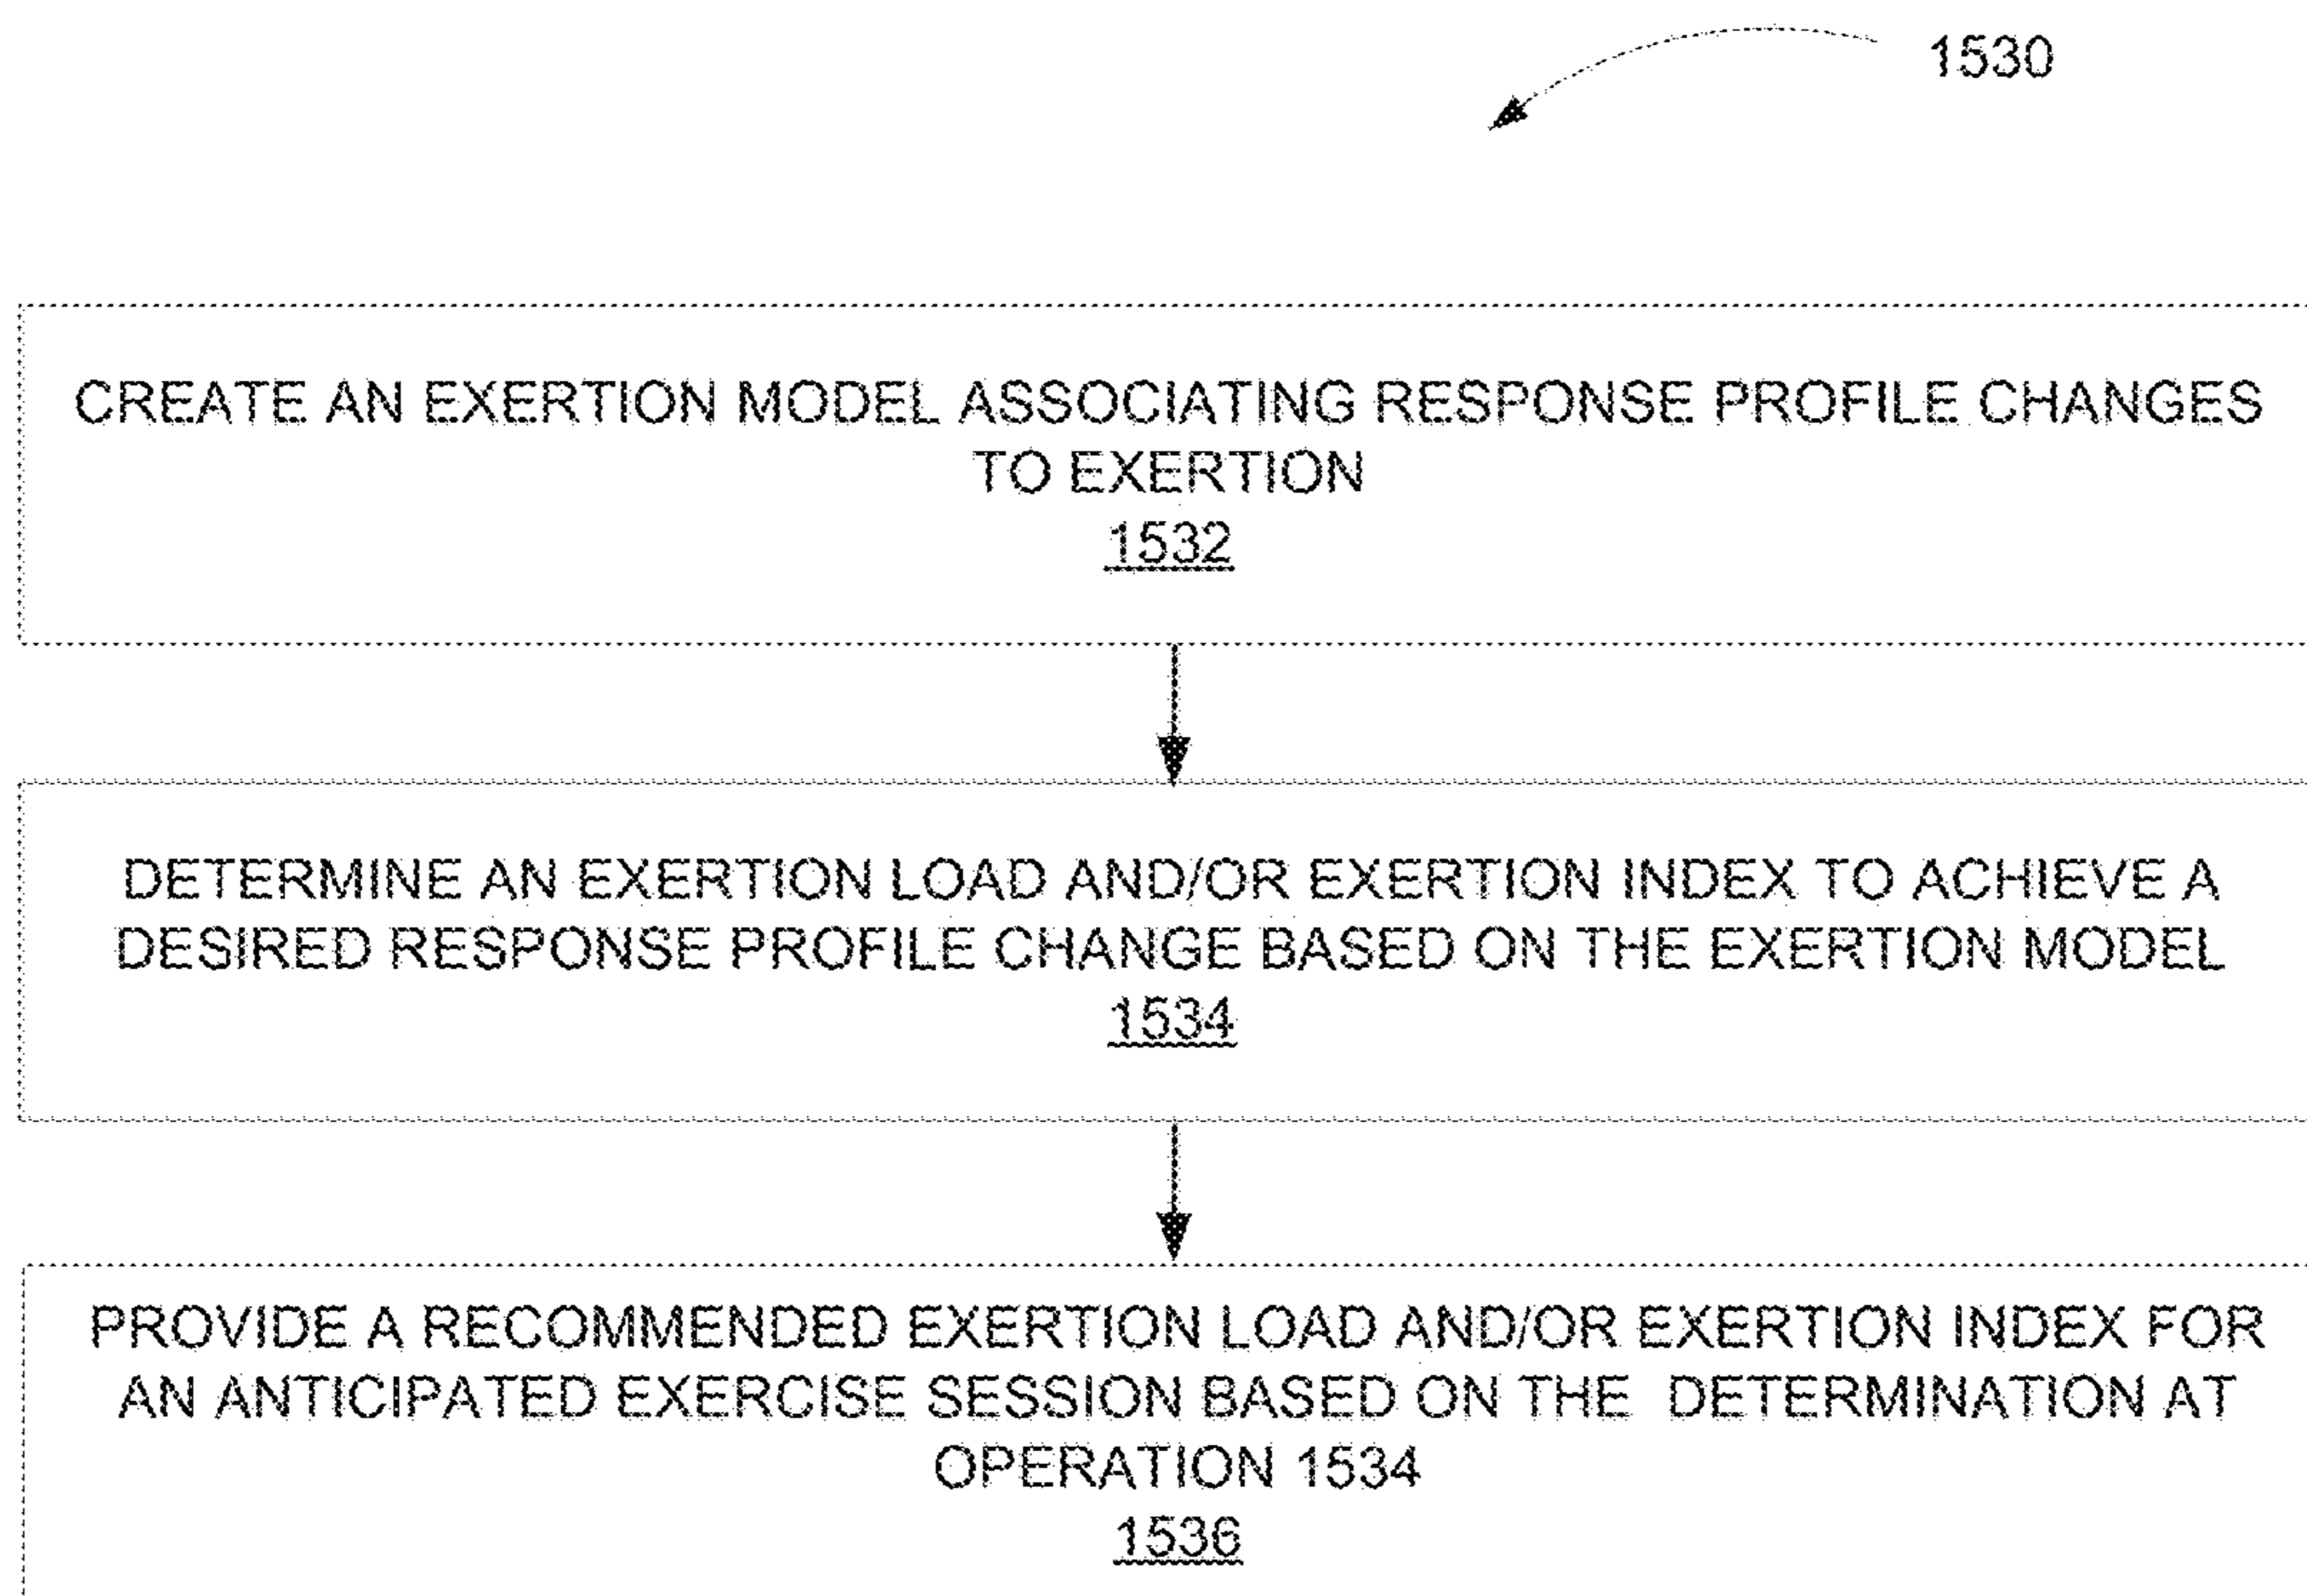 1530
CREATE AN EXERTION MODEL ASSOCIATING RESPONSE PROFILE CHANGES
TO EXERTION
1532
DETERMINE AN EXERTION LOAD AND/OR EXERTION INDEX TO ACHIEVE A
DESIRED RESPONSE PROFILE CHANGE BASED ON THE EXERTION MODEL
1534
PROVIDE A RECOMMENDED EXERTION LOAD AND/OR EXERTION INDEX FOR
AN ANTICIPATED EXERCISE SESSION BASED ON THE DETERMINATION AT
OPERATION 1534
1536